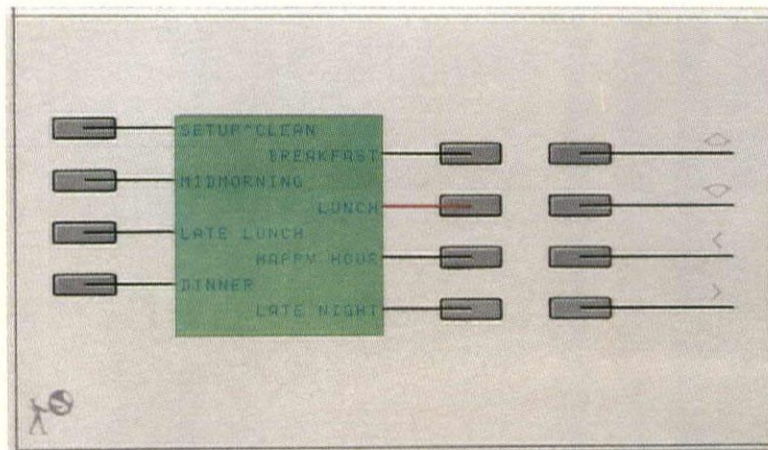 SETUP^CLEAN
BREAKFAST
MIDMORNING
LUNCH
LATE LUNCH
HAPPY HOUR
DINNER
LATE NIGHT